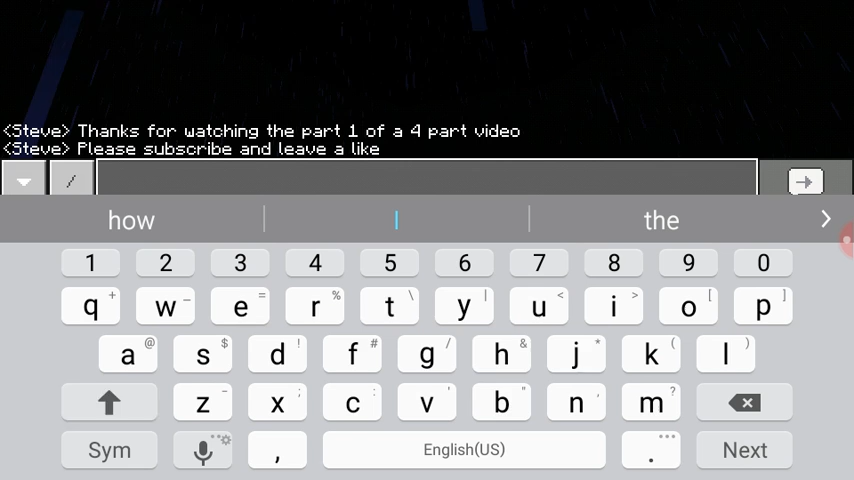 <Steve> Thanks for watching the part 1 of a 4 part video
<Steve> Please subscribe and leave a like
/
how I the
1 2 3 4 5 6 7 8 9 0
q + w _ e = r % t \ y | u < i > o [ p ]
a @ s $ d ! f # g / h & j * k ( l )
z - x ; c : v ' b " n , m ?
Sym , English(US) . Next